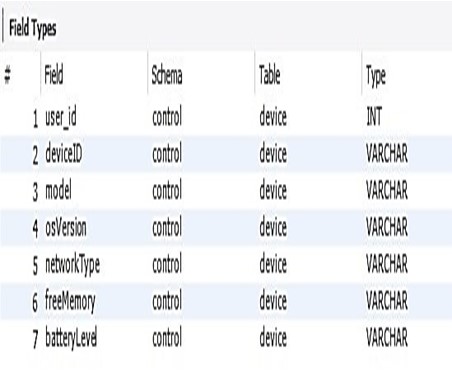 Field Types
# Field Schema Table Type
1 user_id control device INT
2 deviceID control device VARCHAR
3 model control device VARCHAR
4 osVersion control device VARCHAR
5 networkType control device VARCHAR
6 freeMemory control device VARCHAR
7 batteryLevel control device VARCHAR